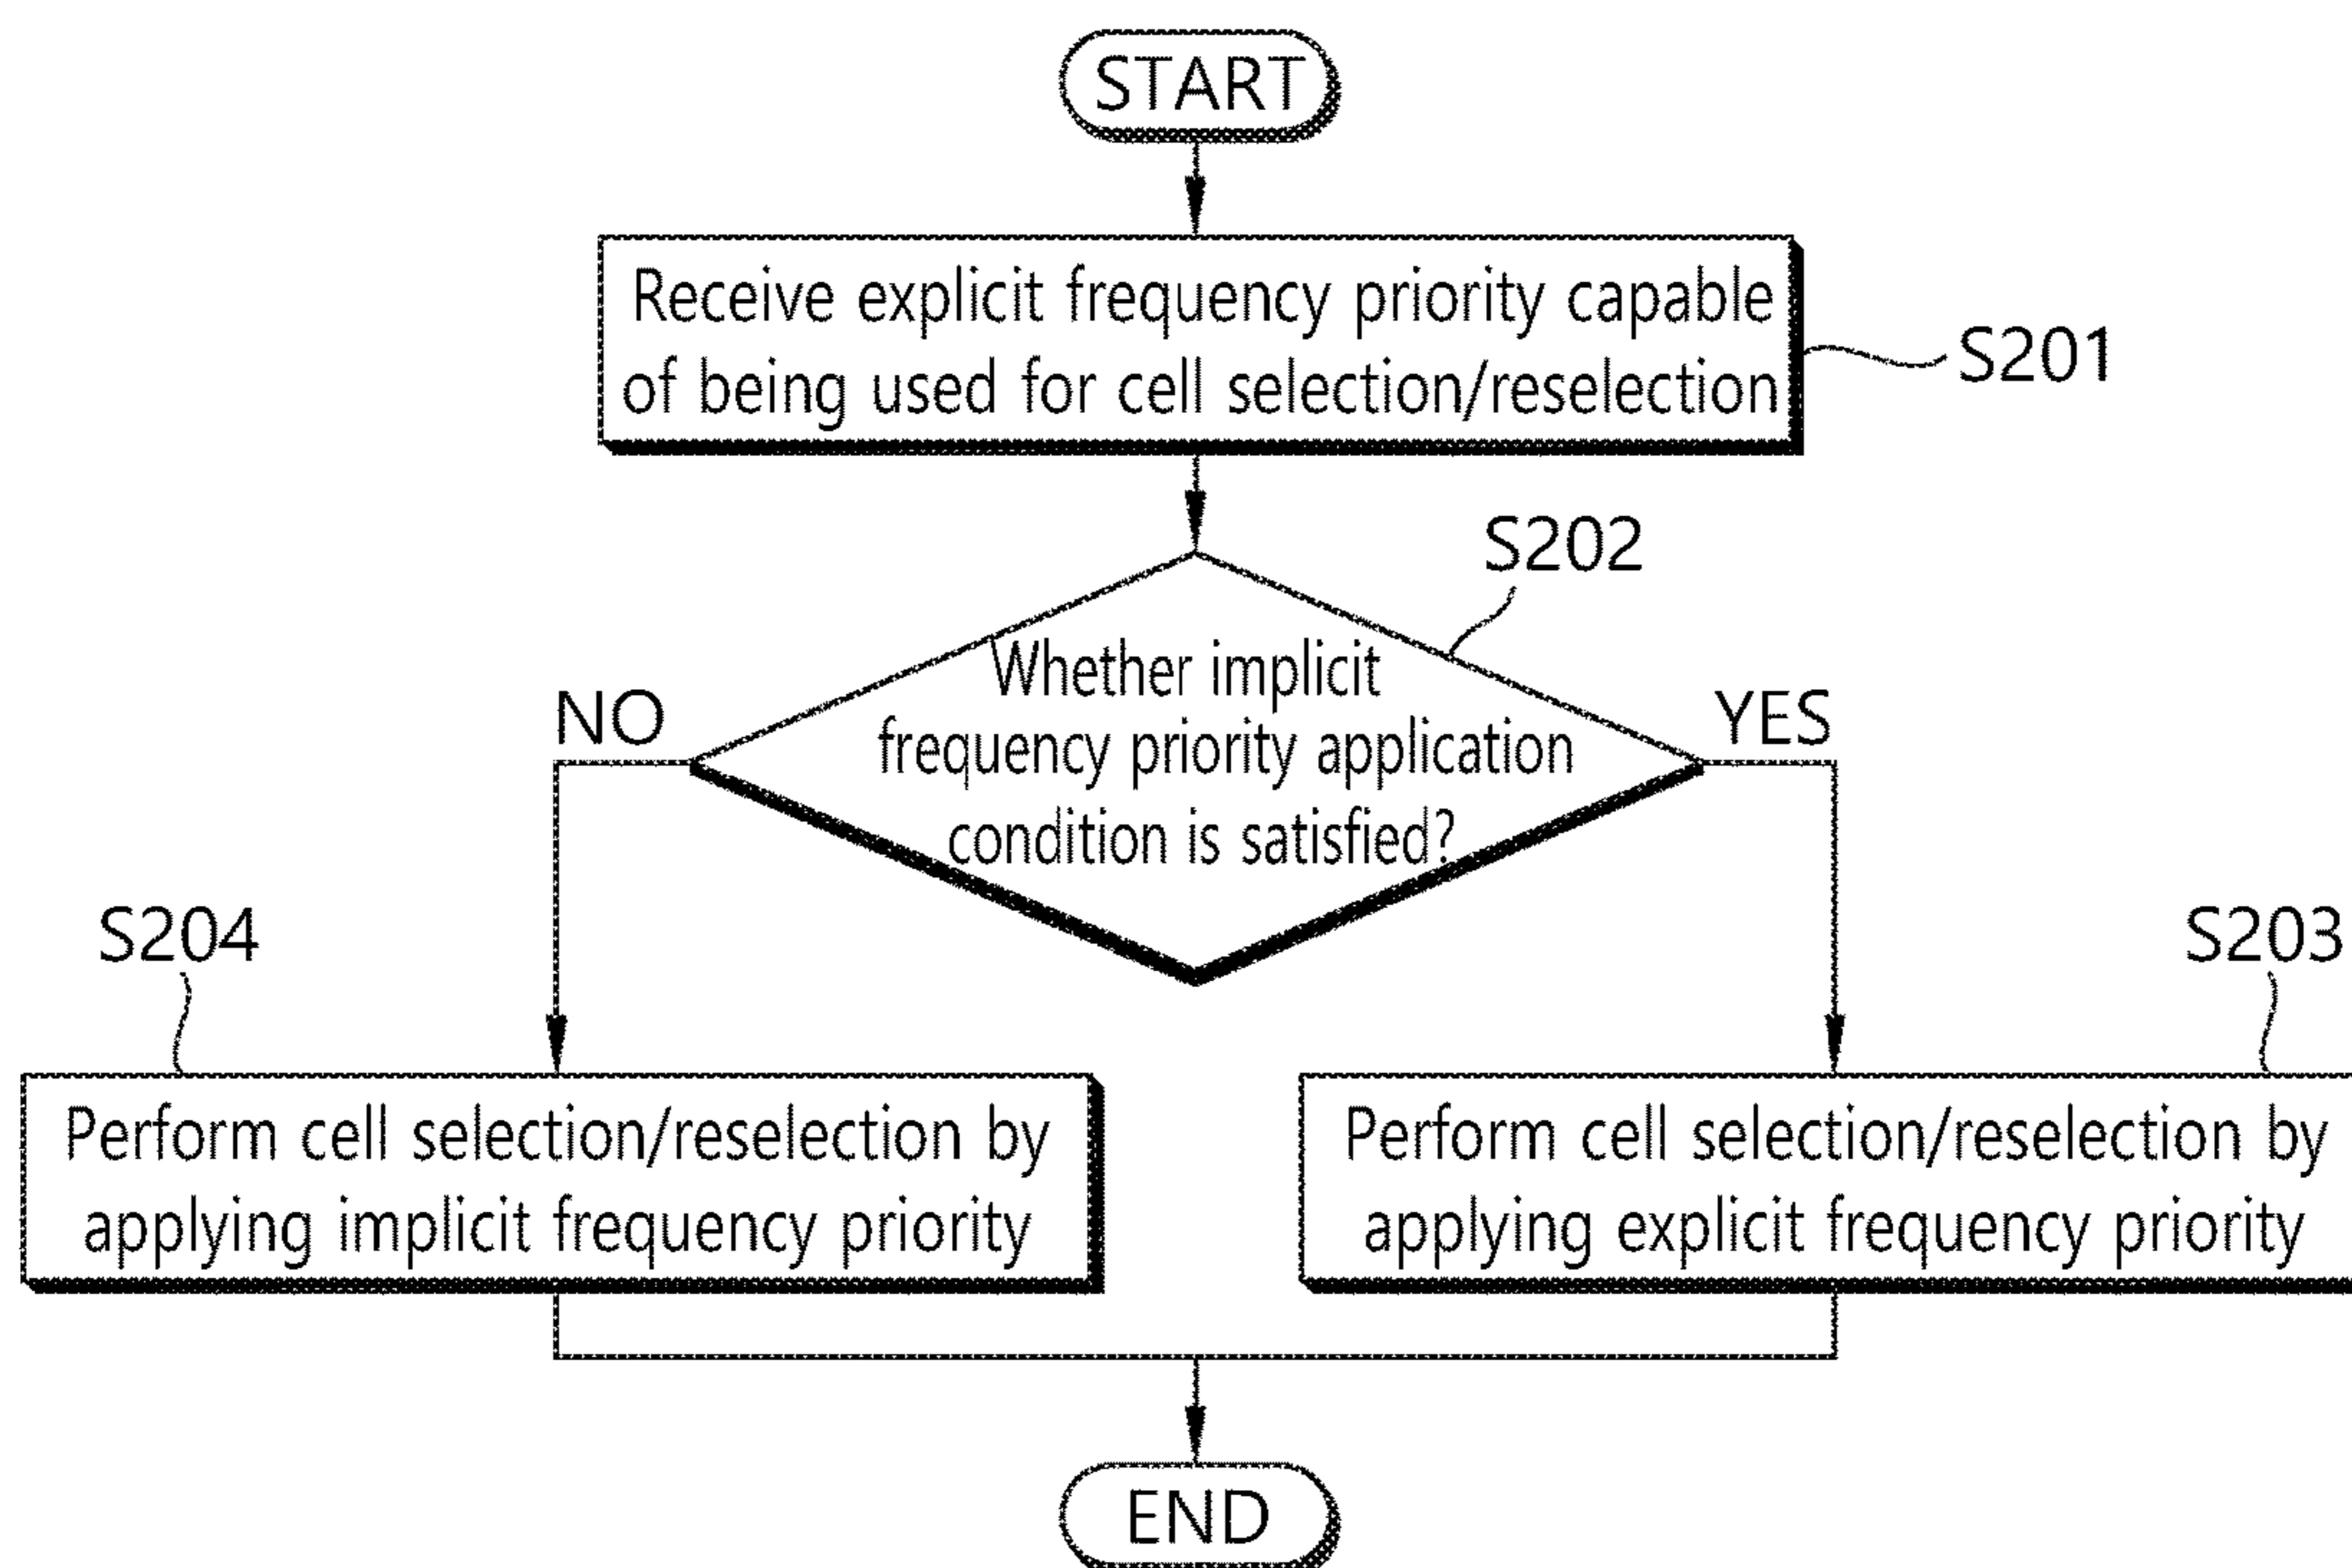 START
Receive explicit frequency priority capable
of being used for cell selection/reselection
S201
S202
Whether implicit
frequency priority application
condition is satisfied?
NO
YES
S204
S203
Perform cell selection/reselection by
applying implicit frequency priority
Perform cell selection/reselection by
applying explicit frequency priority
END